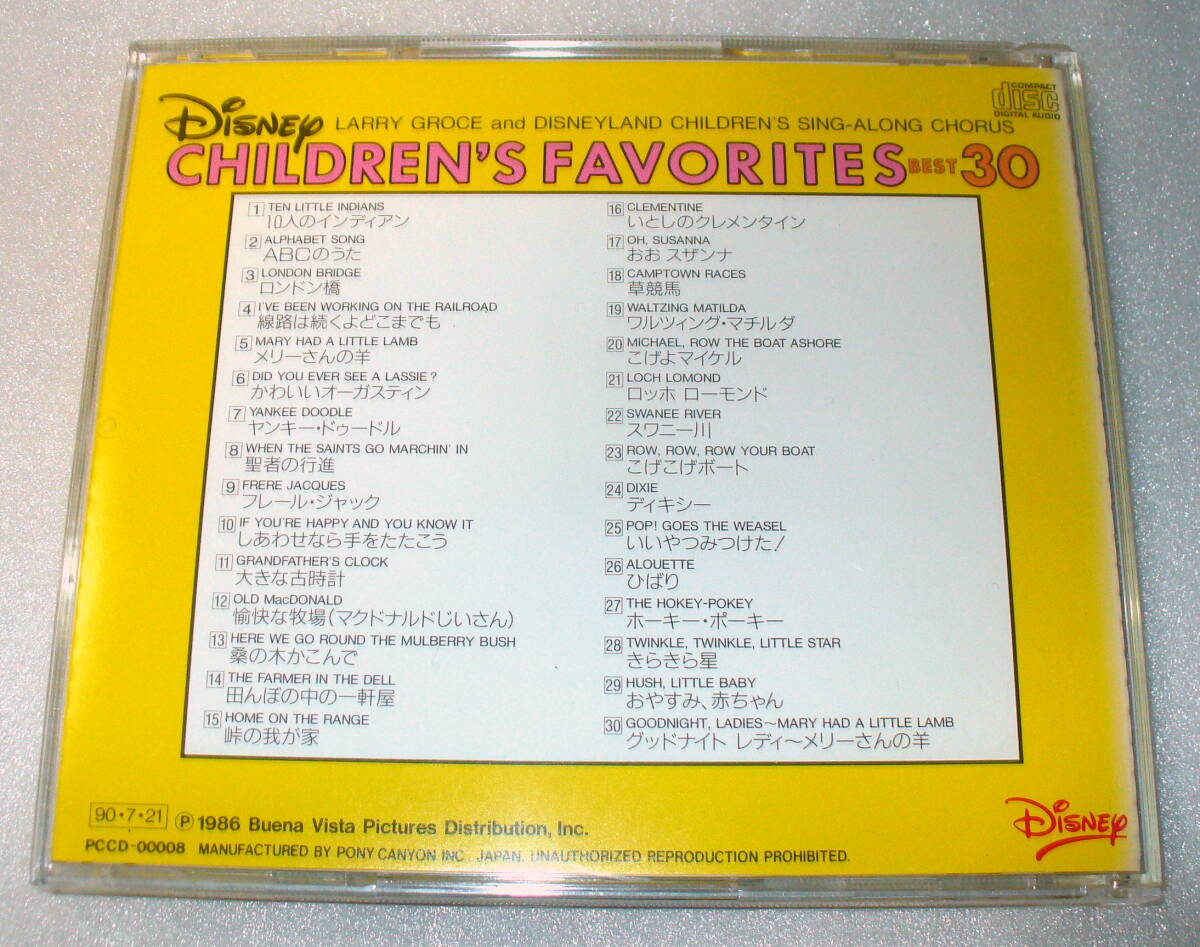 Disney LARRY GROCE and DISNEYLAND CHILDREN'S SING-ALONG CHORUS
COMPACT
disc
DIGITAL AUDIO
CHILDREN'S FAVORITES BEST 30
1 TEN LITTLE INDIANS
10人のインディアン
2 ALPHABET SONG
ABCのうた
3 LONDON BRIDGE
ロンドン橋
4 I'VE BEEN WORKING ON THE RAILROAD
線路は続くよどこまでも
5 MARY HAD A LITTLE LAMB
メリーさんの羊
6 DID YOU EVER SEE A LASSIE?
かわいいオーガスティン
7 YANKEE DOODLE
ヤンキー・ドゥードル
8 WHEN THE SAINTS GO MARCHIN' IN
聖者の行進
9 FRERE JACQUES
フレール・ジャック
10 IF YOU'RE HAPPY AND YOU KNOW IT
しあわせなら手をたたこう
11 GRANDFATHER'S CLOCK
大きな古時計
12 OLD MacDONALD
愉快な牧場(マクドナルドじいさん)
13 HERE WE GO ROUND THE MULBERRY BUSH
桑の木かこんで
14 THE FARMER IN THE DELL
田んぼの中の一軒屋
15 HOME ON THE RANGE
峠の我が家
16 CLEMENTINE
いとしのクレメンタイン
17 OH, SUSANNA
おお スザンナ
18 CAMPTOWN RACES
草競馬
19 WALTZING MATILDA
ワルツィング・マチルダ
20 MICHAEL, ROW THE BOAT ASHORE
こげよマイケル
21 LOCH LOMOND
ロッホ ローモンド
22 SWANEE RIVER
スワニー川
23 ROW, ROW, ROW YOUR BOAT
こげこげボート
24 DIXIE
ディキシー
25 POP! GOES THE WEASEL
いいやつみつけた!
26 ALOUETTE
ひばり
27 THE HOKEY-POKEY
ホーキー・ポーキー
28 TWINKLE, TWINKLE, LITTLE STAR
きらきら星
29 HUSH, LITTLE BABY
おやすみ、赤ちゃん
30 GOODNIGHT, LADIES~MARY HAD A LITTLE LAMB
グッドナイト レディ~メリーさんの羊
90・7・21 Ⓟ1986 Buena Vista Pictures Distribution, Inc.
PCCD-00008 MANUFACTURED BY PONY CANYON INC. JAPAN. UNAUTHORIZED REPRODUCTION PROHIBITED.
Disney